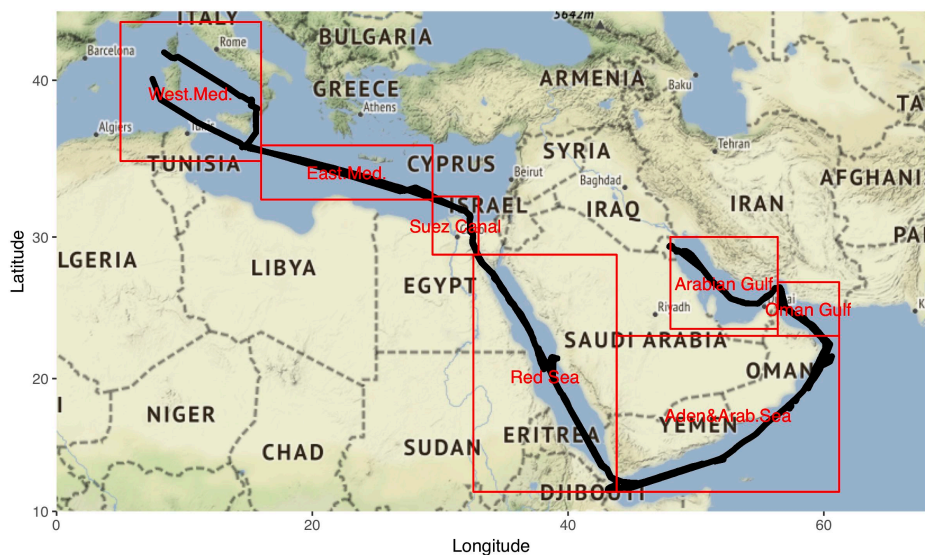 ITALY
5642m
Barcelona
Rome
BULGARIA
40
ARMENIA
Baku
West.Med.
GREECE
Athens
TA
Algiers
Tunis
TUNISIA
Tehran
CYPRUS
SYRIA
East.Med.
Beirut
Baghdad
AFGHANI
ISRAEL
IRAQ
IRAN
Suez Canal
30
PAI
LGERIA
LIBYA
EGYPT
Arabian Gulf
Riyadh
Oman Gulf
K
SAUDI ARABIA
20
Red Sea
OMAN
I
NIGER
Aden&Arab.Sea
YEMEN
ERITREA
CHAD
SUDAN
DJIBOUTI
10
0
20
40
60
Latitude
Longitude